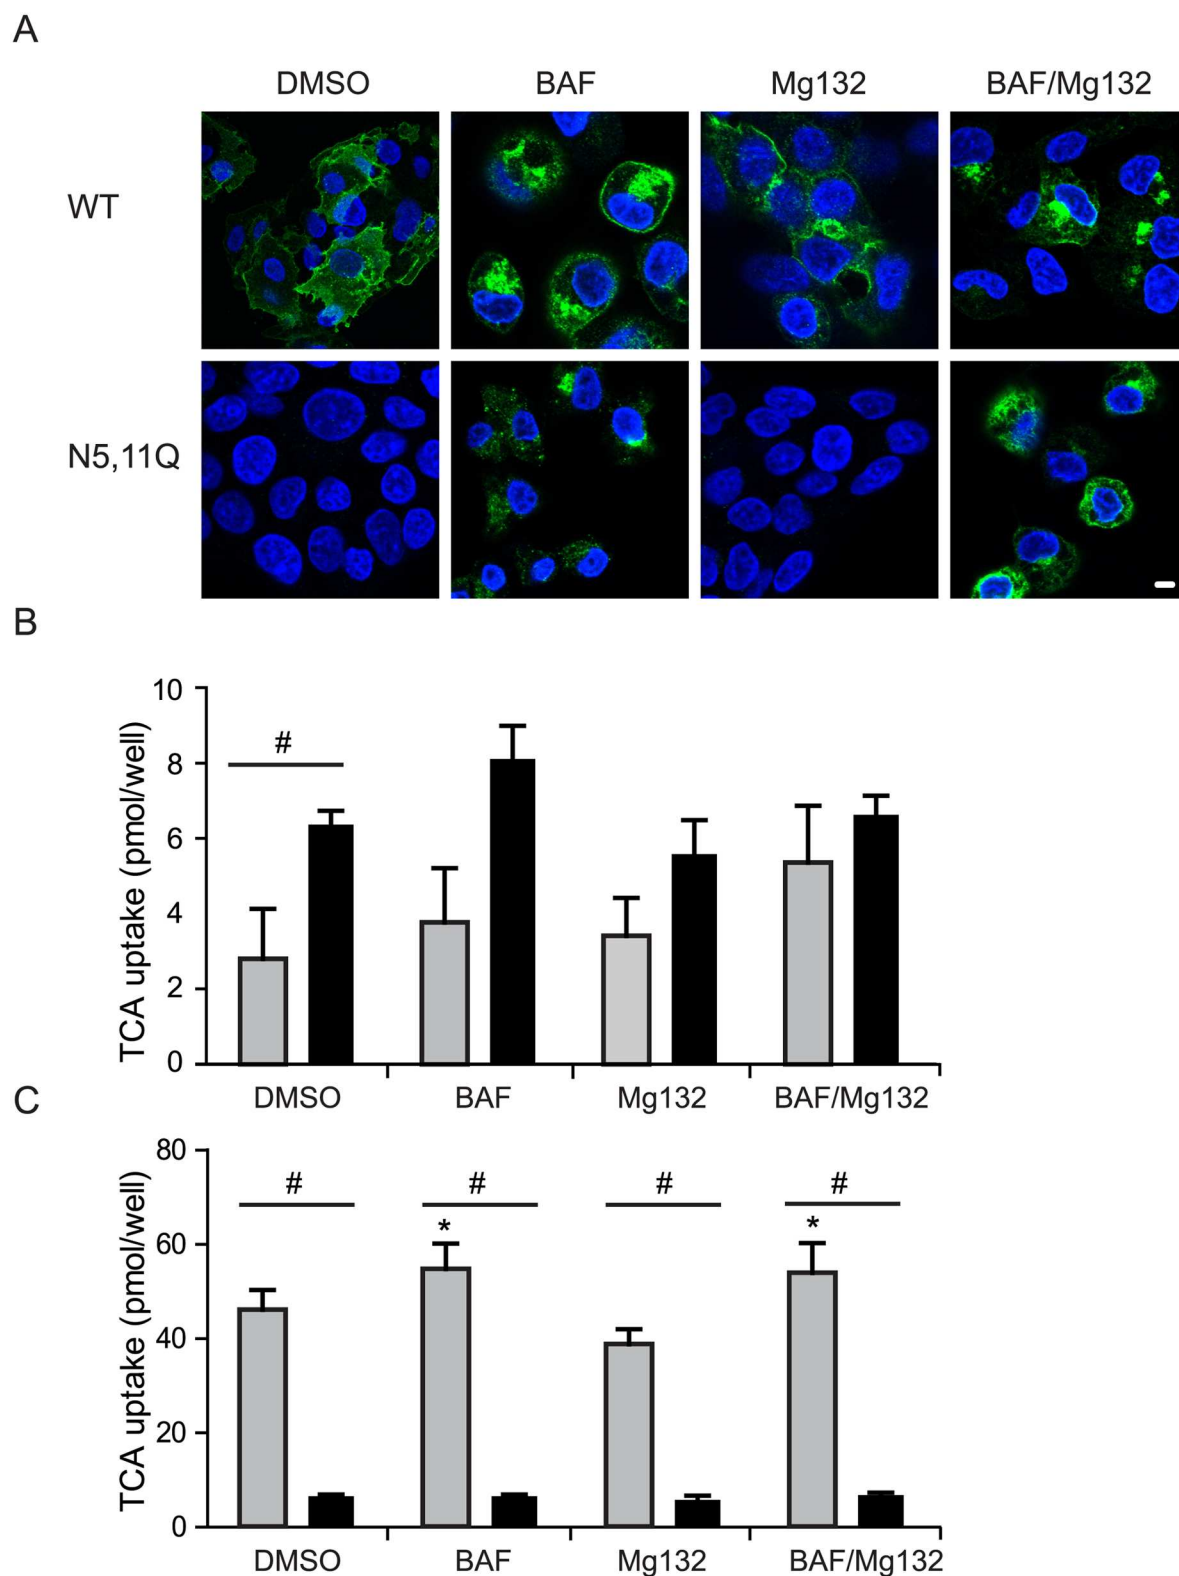 A
DMSO BAF Mg132 BAF/Mg132
WT
N5,11Q
B
TCA uptake (pmol/well)
10
8
6
4
2
0
#
DMSO BAF Mg132 BAF/Mg132
C
TCA uptake (pmol/well)
80
60
40
20
0
# # # #
* *
DMSO BAF Mg132 BAF/Mg132